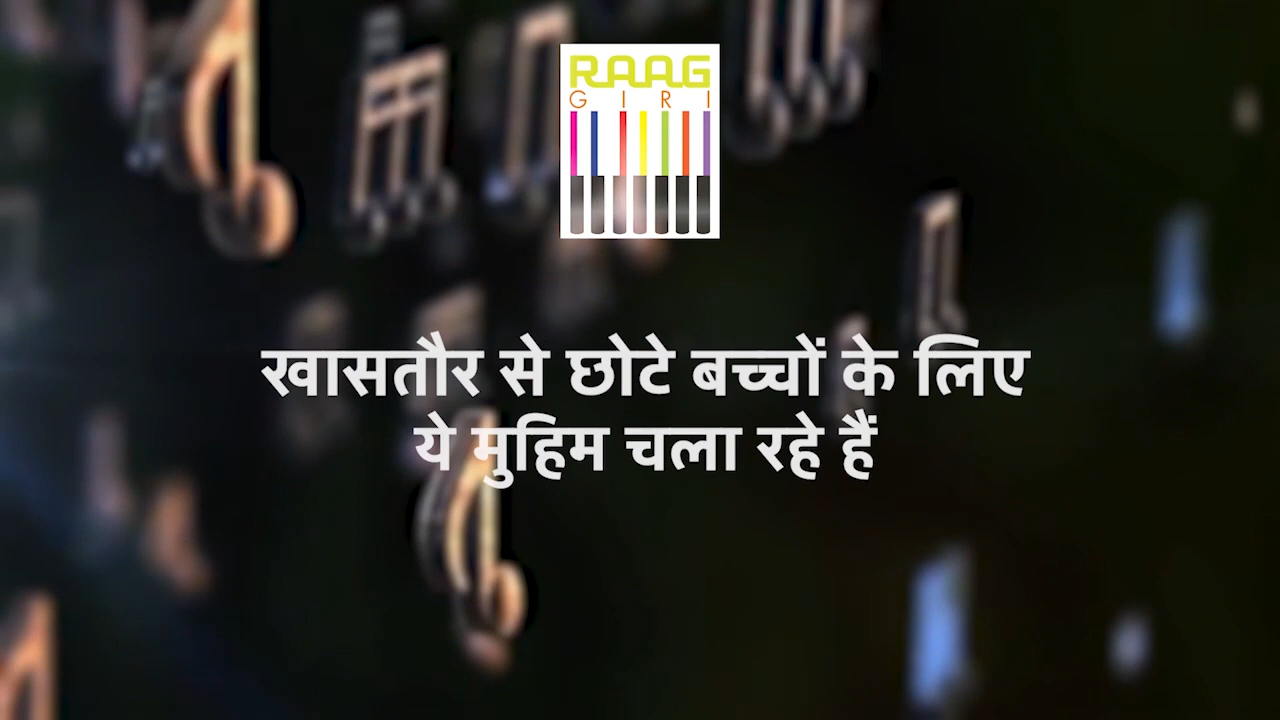 RAAG
GIRI
खासतौर से छोटे बच्चों के लिए
ये मुहिम चला रहे हैं